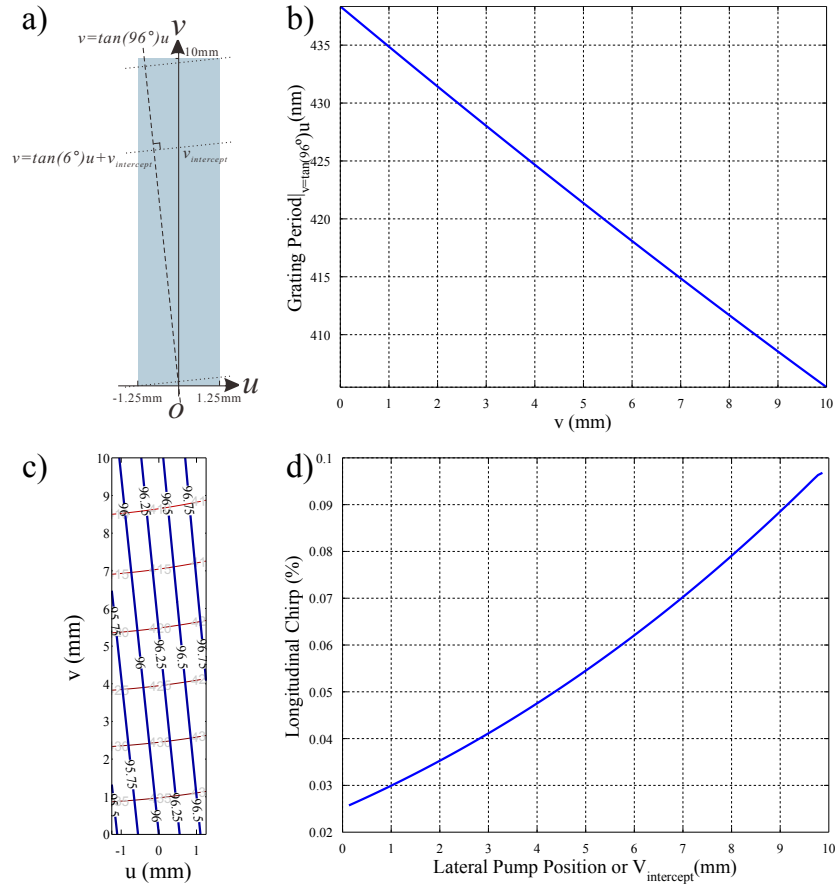 a)
v
v=tan(96°)u
10mm
v=tan(6°)u+v_intercept
v_intercept
-1.25mm
o
1.25mm
u
b)
Grating Period|_v=tan(96°)u(nm)
435
430
425
420
415
410
0 1 2 3 4 5 6 7 8 9 10
v (mm)
c)
v (mm)
10
9
8
7
6
5
4
3
2
1
0
96
96.25
96.5
96.75
95.75
96
96.25
96.5
96.75
95.75
95.5
96
96.25
96.5
-1 0 1
u (mm)
d)
Longitudinal Chirp (%)
0.1
0.09
0.08
0.07
0.06
0.05
0.04
0.03
0.02
0 1 2 3 4 5 6 7 8 9 10
Lateral Pump Position or V_intercept(mm)